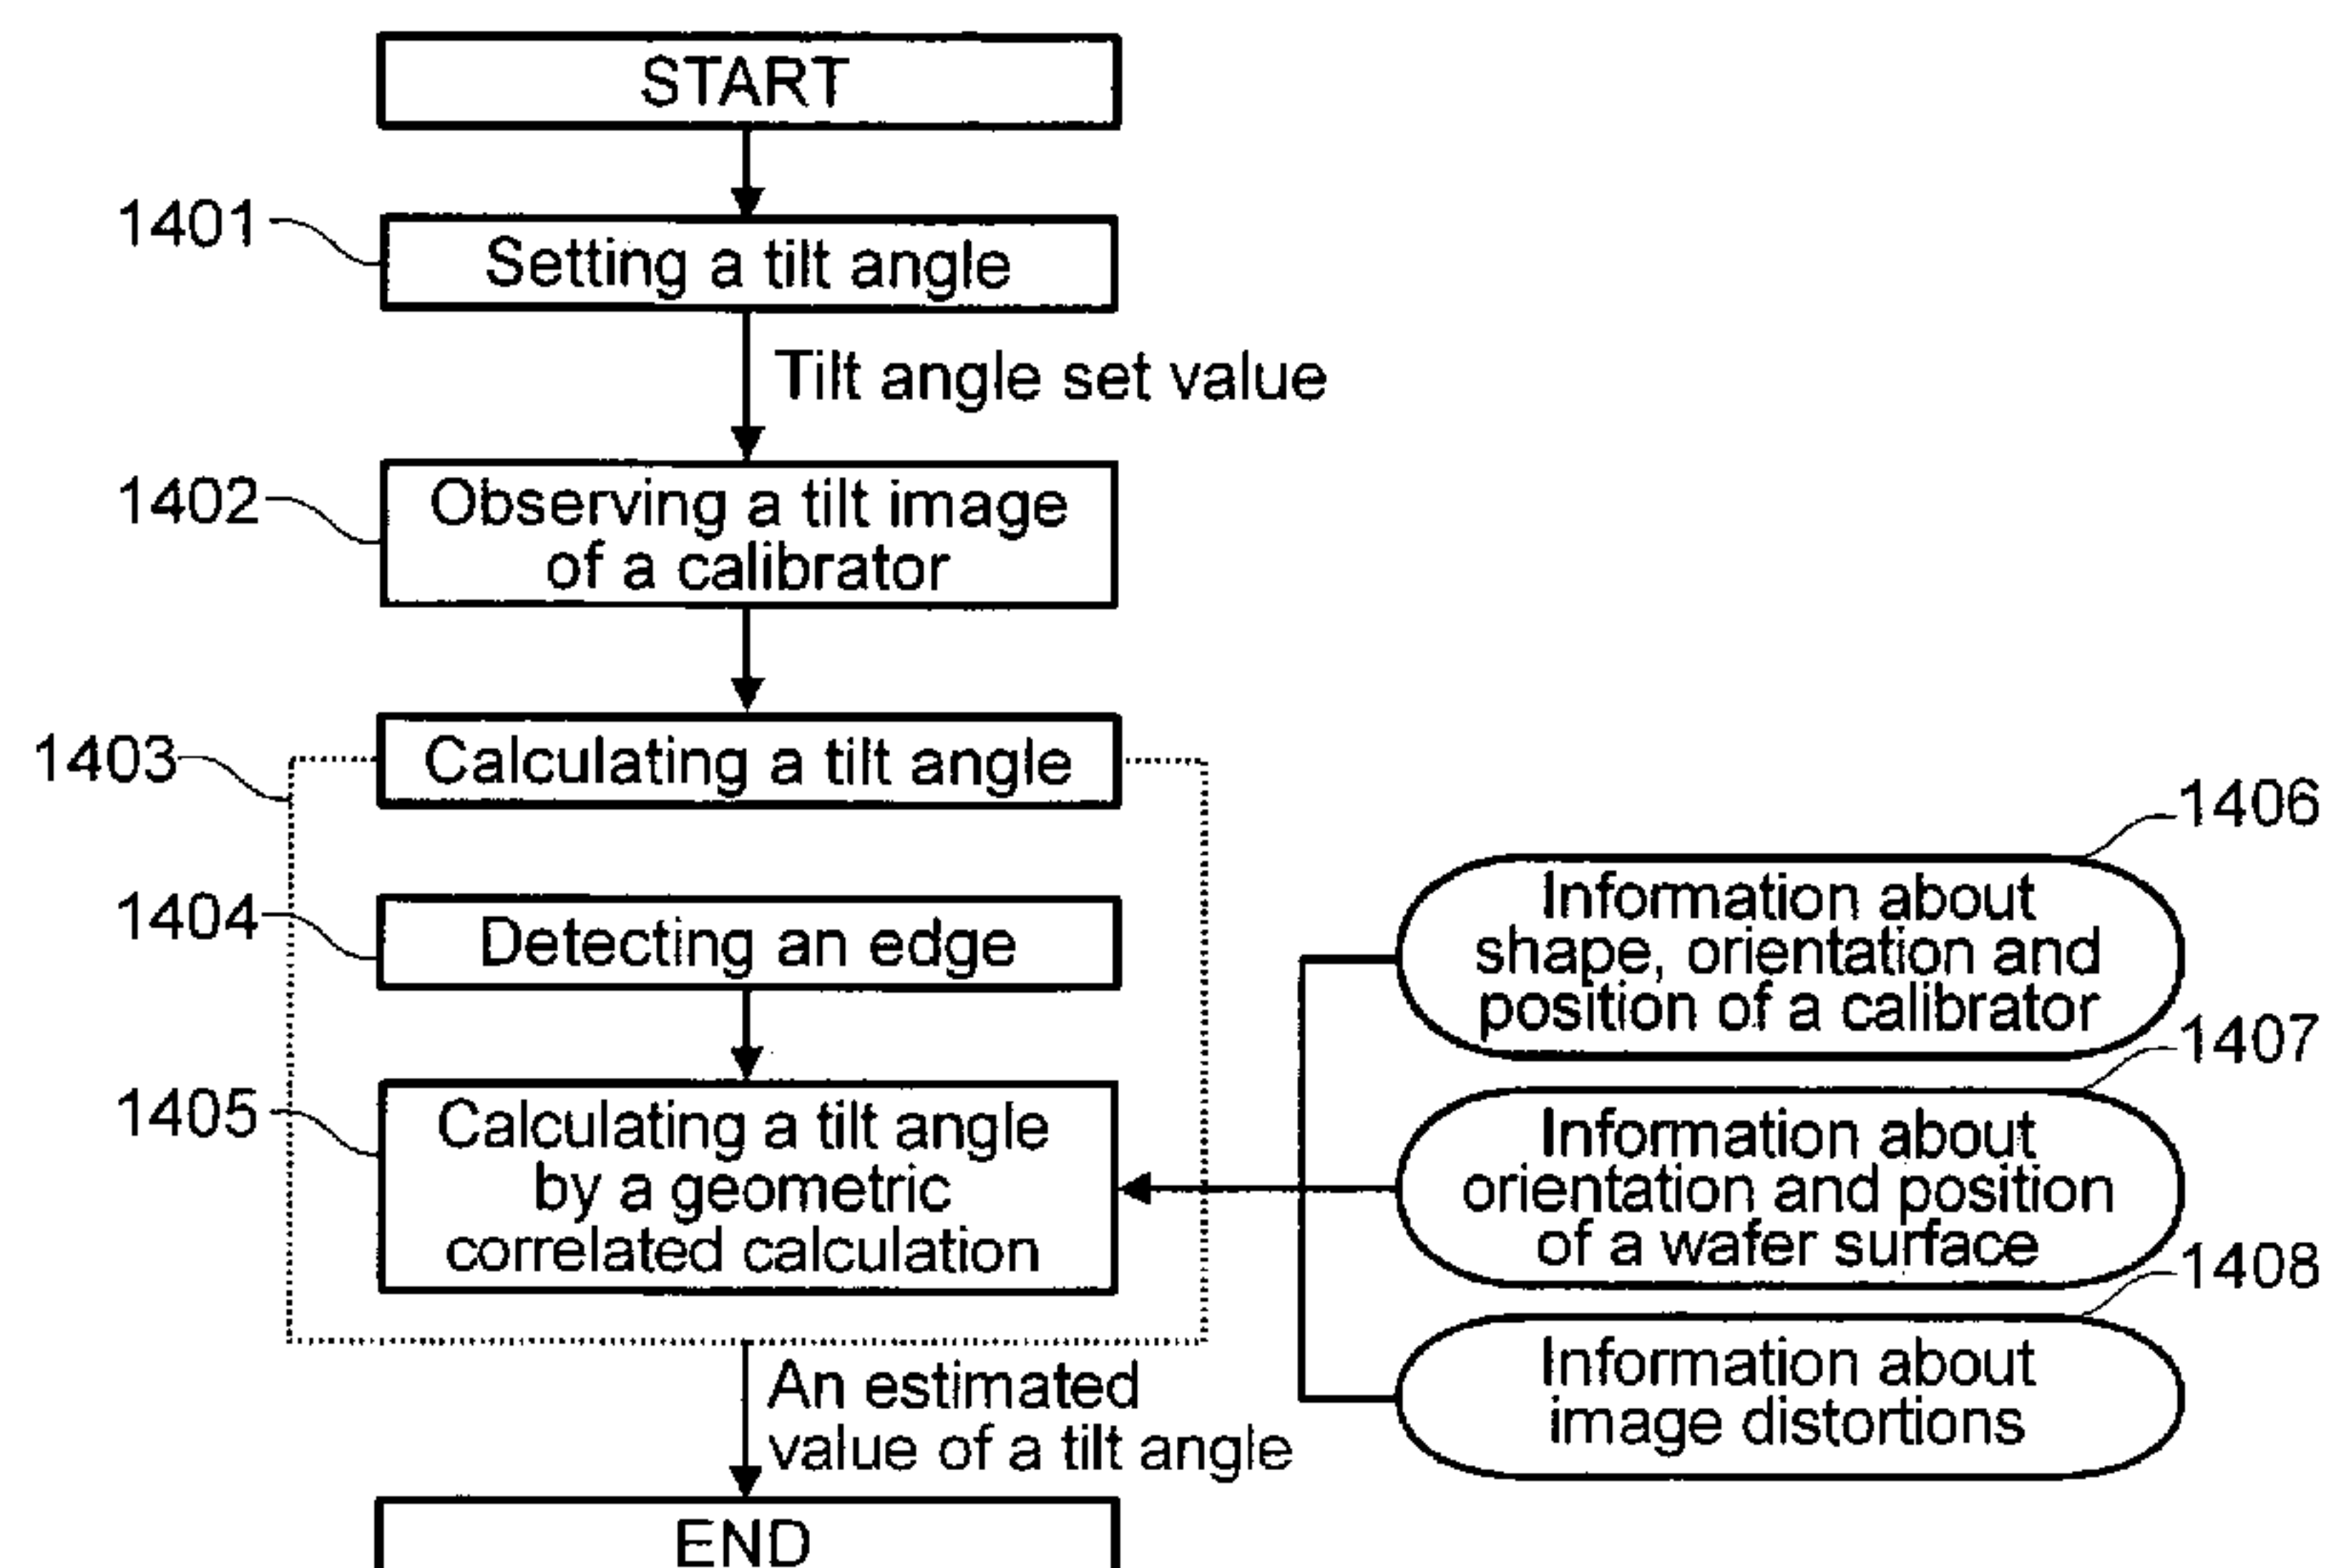 START
1401
Setting a tilt angle
Tilt angle set value
1402
Observing a tilt image
of a calibrator
1403
Calculating a tilt angle
1404
Detecting an edge
1405
Calculating a tilt angle
by a geometric
correlated calculation
1406
Information about
shape, orientation and
position of a calibrator
1407
Information about
orientation and position
of a wafer surface
1408
Information about
image distortions
An estimated
value of a tilt angle
END